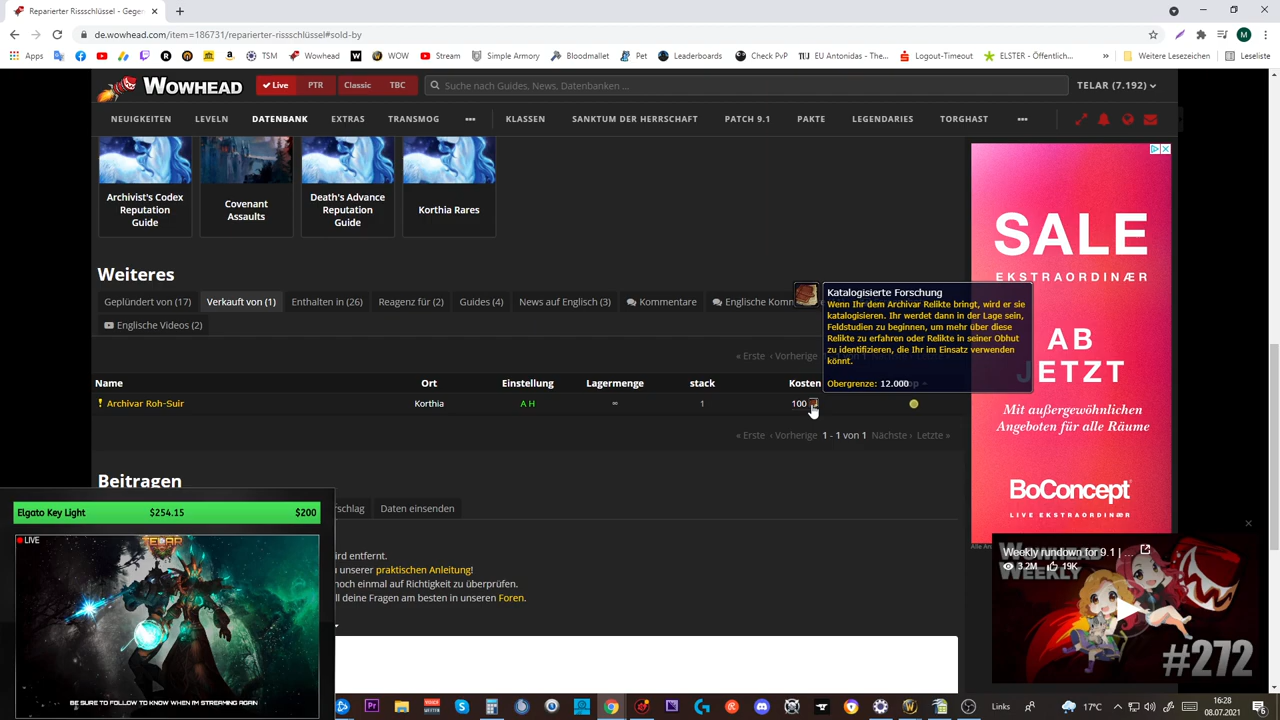 Reparierter Rissschlüssel - Gegen
de.wowhead.com/item=186731/reparierter-rissschlüssel#sold-by
Apps
TSM
Wowhead
WOW
Stream
Simple Armory
Bloodmallet
Pet
Leaderboards
Check PvP
EU Antonidas - The...
Logout-Timeout
ELSTER - Öffentlich...
»
Weitere Lesezeichen
Leseliste
WOWHEAD
Live
PTR
Classic
TBC
Suche nach Guides, News, Datenbanken ...
TELAR (7.192)
NEUIGKEITEN
LEVELN
DATENBANK
EXTRAS
TRANSMOG
KLASSEN
SANKTUM DER HERRSCHAFT
PATCH 9.1
PAKTE
LEGENDARIES
TORGHAST
Archivist's Codex
Reputation
Guide
Covenant
Assaults
Death's Advance
Reputation
Guide
Korthia Rares
SALE
EKSTRAORDINÆR
AB
JETZT
Mit außergewöhnlichen
Angeboten für alle Räume
BoConcept
LIVE EKSTRAORDINÆR
Weiteres
Geplündert von (17)
Verkauft von (1)
Enthalten in (26)
Reagenz für (2)
Guides (4)
News auf Englisch (3)
Kommentare
Englische Komm
Englische Videos (2)
Katalogisierte Forschung
Wenn Ihr dem Archivar Relikte bringt, wird er sie
katalogisieren. Ihr werdet dann in der Lage sein,
Feldstudien zu beginnen, um mehr über diese
Relikte zu erfahren oder Relikte in seiner Obhut
zu identifizieren, die Ihr im Einsatz verwenden
könnt.
Obergrenze: 12.000
« Erste ‹ Vorherige
Name
Ort
Einstellung
Lagermenge
stack
Kosten
Archivar Roh-Suir
Korthia
A H
∞
1
100
« Erste ‹ Vorherige 1 - 1 von 1 Nächste › Letzte »
Beitragen
rschlag
Daten einsenden
ird entfernt.
u unserer praktischen Anleitung!
noch einmal auf Richtigkeit zu überprüfen.
ll deine Fragen am besten in unseren Foren.
Elgato Key Light
$254.15
$200
LIVE
TELAR
BE SURE TO FOLLOW TO KNOW WHEN I'M STREAMING AGAIN
Weekly rundown for 9.1 | ...
3.2M
19K
WOWHEAD
WEEKLY
#272
Links
17°C
16:28
08.07.2021